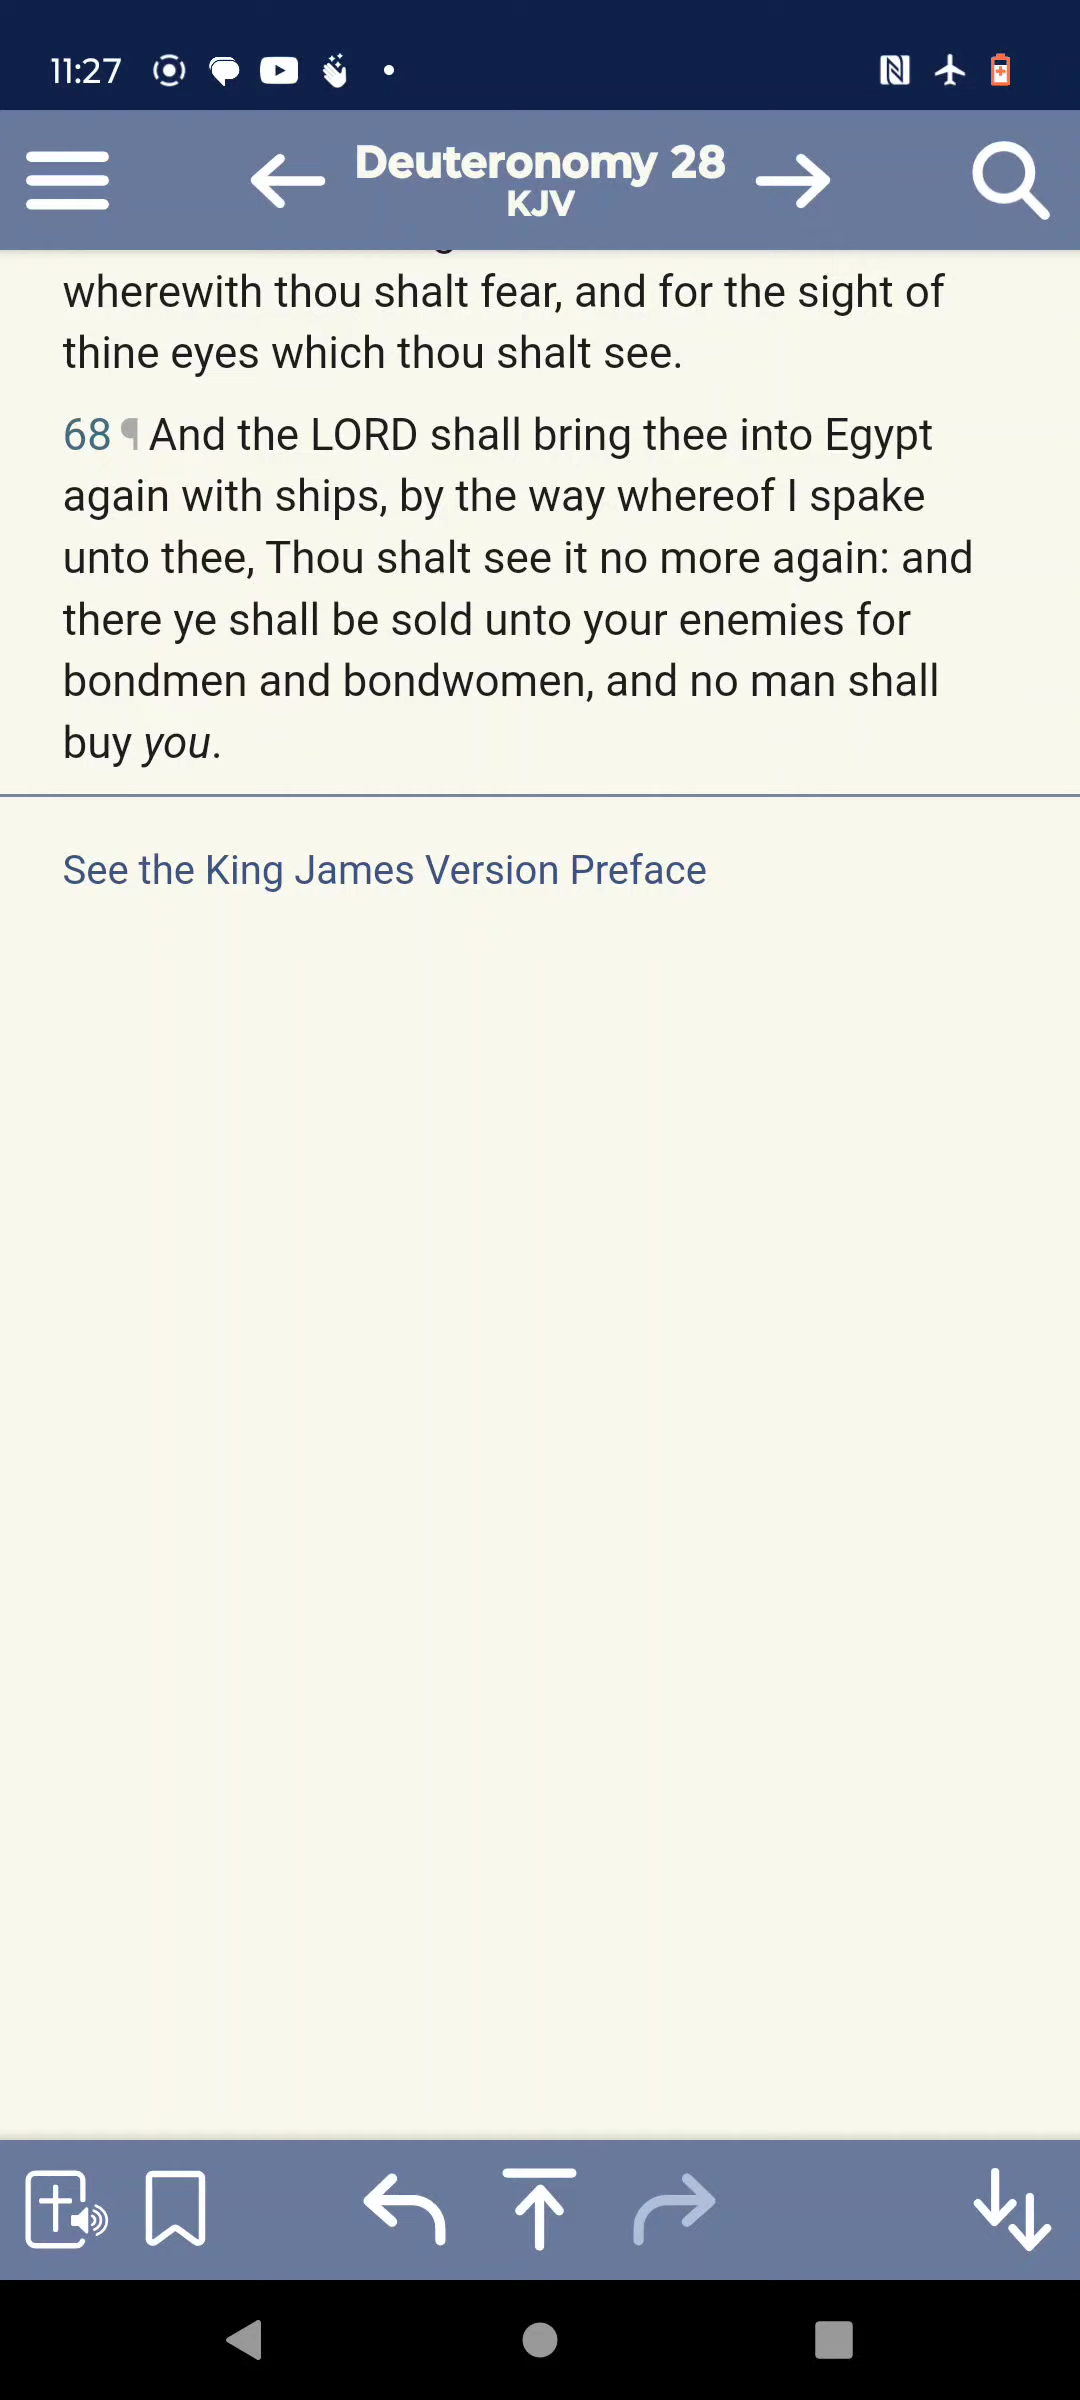 11:27
Deuteronomy 28
KJV
wherewith thou shalt fear, and for the sight of
thine eyes which thou shalt see.
68 ¶ And the LORD shall bring thee into Egypt
again with ships, by the way whereof I spake
unto thee, Thou shalt see it no more again: and
there ye shall be sold unto your enemies for
bondmen and bondwomen, and no man shall
buy you.
See the King James Version Preface